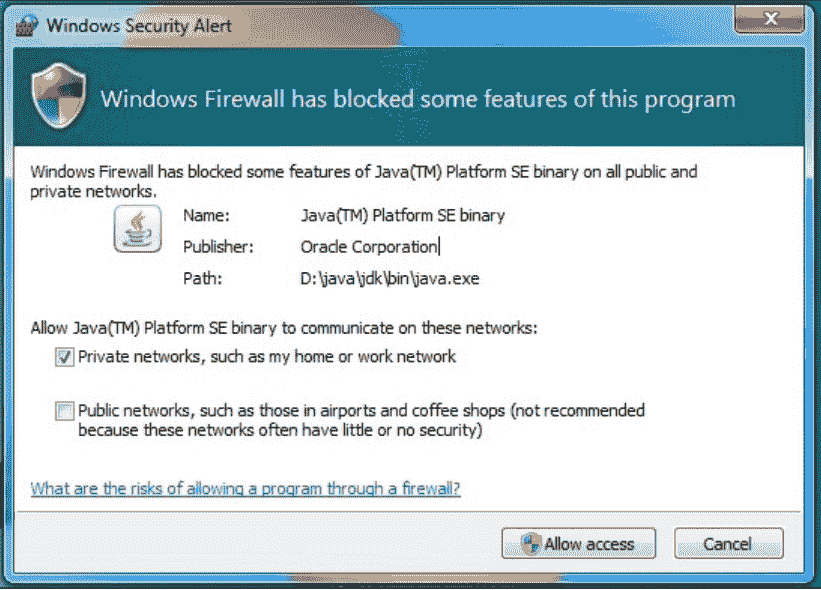 Windows Security Alert
Windows Firewall has blocked some features of this program
Windows Firewall has blocked some features of Java(TM) Platform SE binary on all public and
private networks.
Name: Java(TM) Platform SE binary
Publisher: Oracle Corporation
Path: D:\java\jdk\bin\java.exe
Allow Java(TM) Platform SE binary to communicate on these networks:
Private networks, such as my home or work network
Public networks, such as those in airports and coffee shops (not recommended
because these networks often have little or no security)
What are the risks of allowing a program through a firewall?
Allow access Cancel